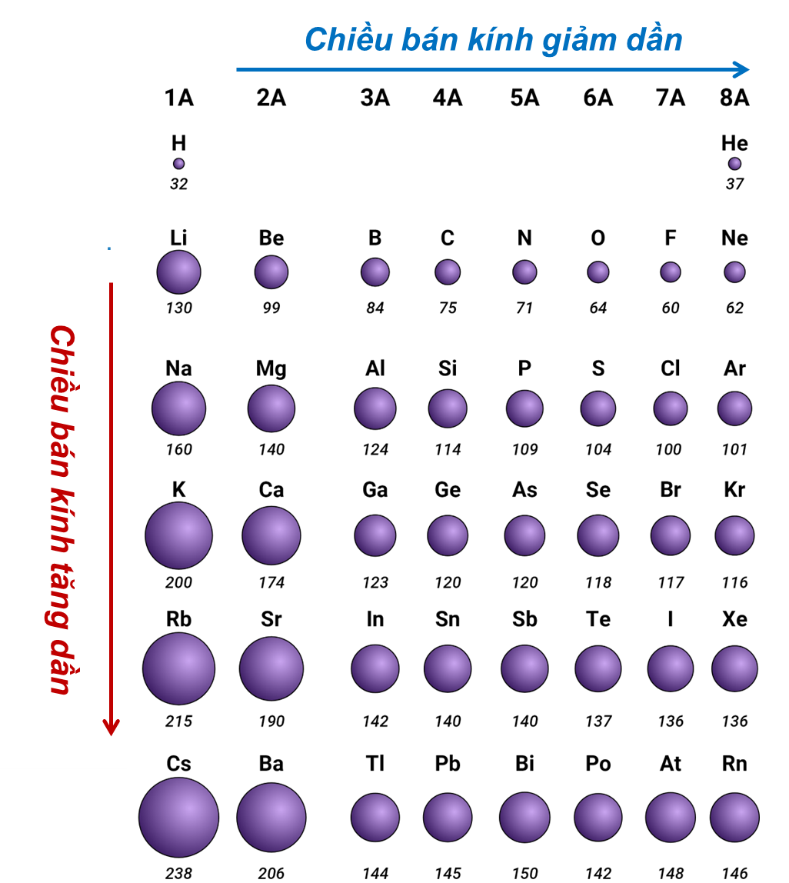 Chiều bán kính giảm dần
1A 2A 3A 4A 5A 6A 7A 8A
H He
32 37
Li Be B C N O F Ne
130 99 84 75 71 64 60 62
Chiều bán kính tăng dần
Na Mg Al Si P S Cl Ar
160 140 124 114 109 104 100 101
K Ca Ga Ge As Se Br Kr
200 174 123 120 120 118 117 116
Rb Sr In Sn Sb Te I Xe
215 190 142 140 140 137 136 136
Cs Ba Tl Pb Bi Po At Rn
238 206 144 145 150 142 148 146